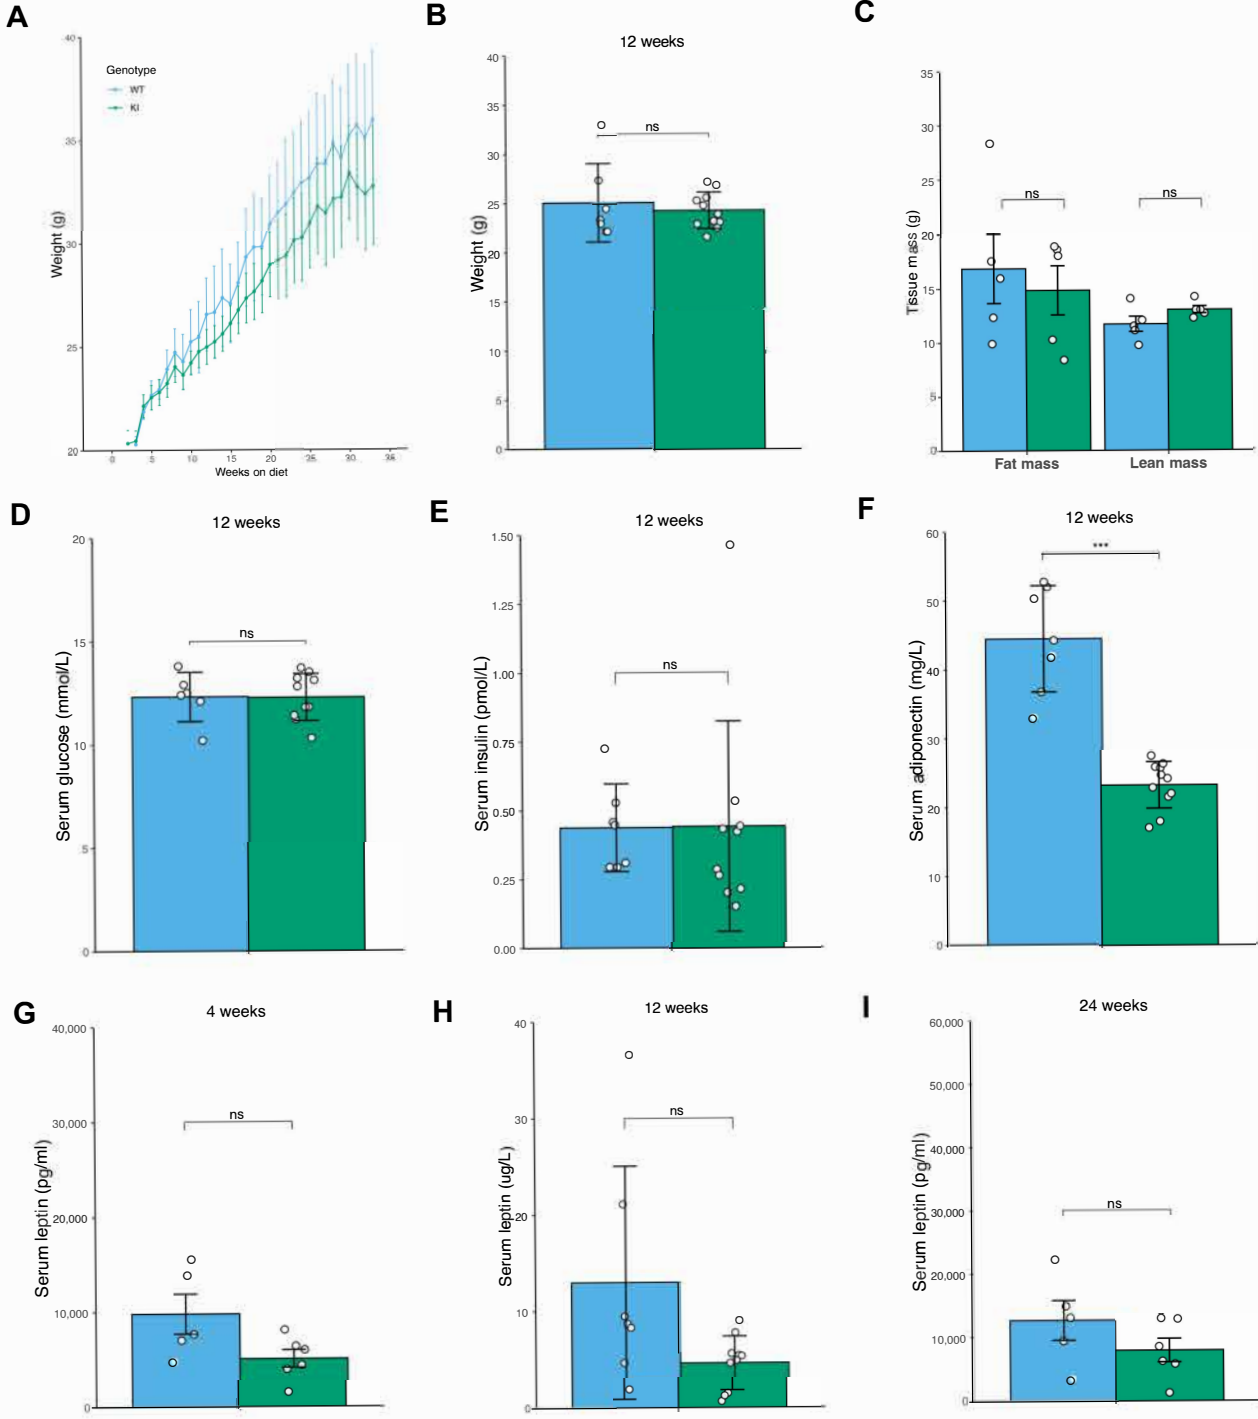 A
Genotype
WT
KI
Weight (g)
40
35
30
25
20
0
5
10
15
20
25
30
35
Weeks on diet
B
12 weeks
Weight (g)
40
35
30
25
20
15
10
5
0
ns
C
Tissue mass (g)
35
30
25
20
15
10
5
0
ns
ns
Fat mass
Lean mass
D
12 weeks
Serum glucose (mmol/L)
20
15
10
5
0
ns
E
12 weeks
Serum insulin (pmol/L)
1.50
1.25
1.00
0.75
0.50
0.25
0.00
ns
F
12 weeks
Serum adiponectin (mg/L)
60
50
40
30
20
10
0
***
G
4 weeks
Serum leptin (pg/ml)
40,000
30,000
20,000
10,000
0
ns
H
12 weeks
Serum leptin (ug/L)
40
30
20
10
0
ns
I
24 weeks
Serum leptin (pg/ml)
60,000
50,000
40,000
30,000
20,000
10,000
0
ns